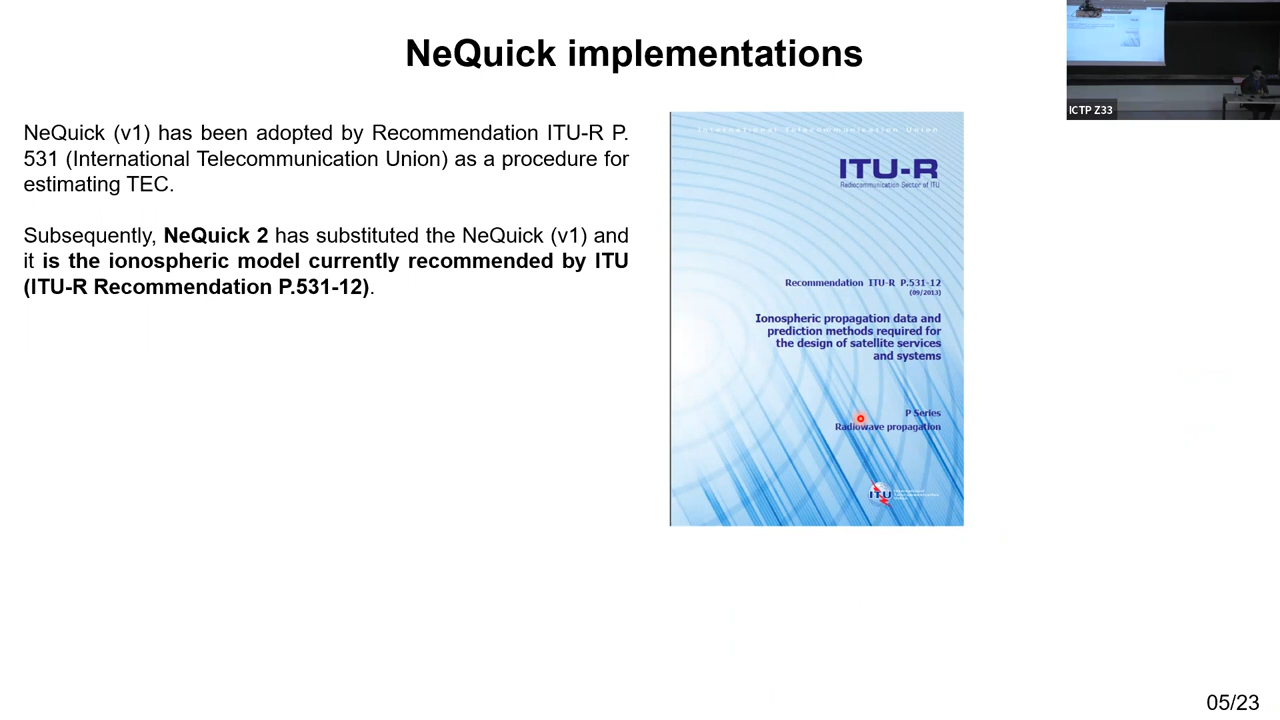 NeQuick implementations
ICTP Z33
NeQuick (v1) has been adopted by Recommendation ITU-R P.
531 (International Telecommunication Union) as a procedure for
estimating TEC.
Subsequently, NeQuick 2 has substituted the NeQuick (v1) and
it is the ionospheric model currently recommended by ITU
(ITU-R Recommendation P.531-12).
International Telecommunication Union
ITU-R
Radiocommunication Sector of ITU
Recommendation ITU-R P.531-12
(09/2013)
Ionospheric propagation data and
prediction methods required for
the design of satellite services
and systems
P Series
Radiowave propagation
ITU
05/23